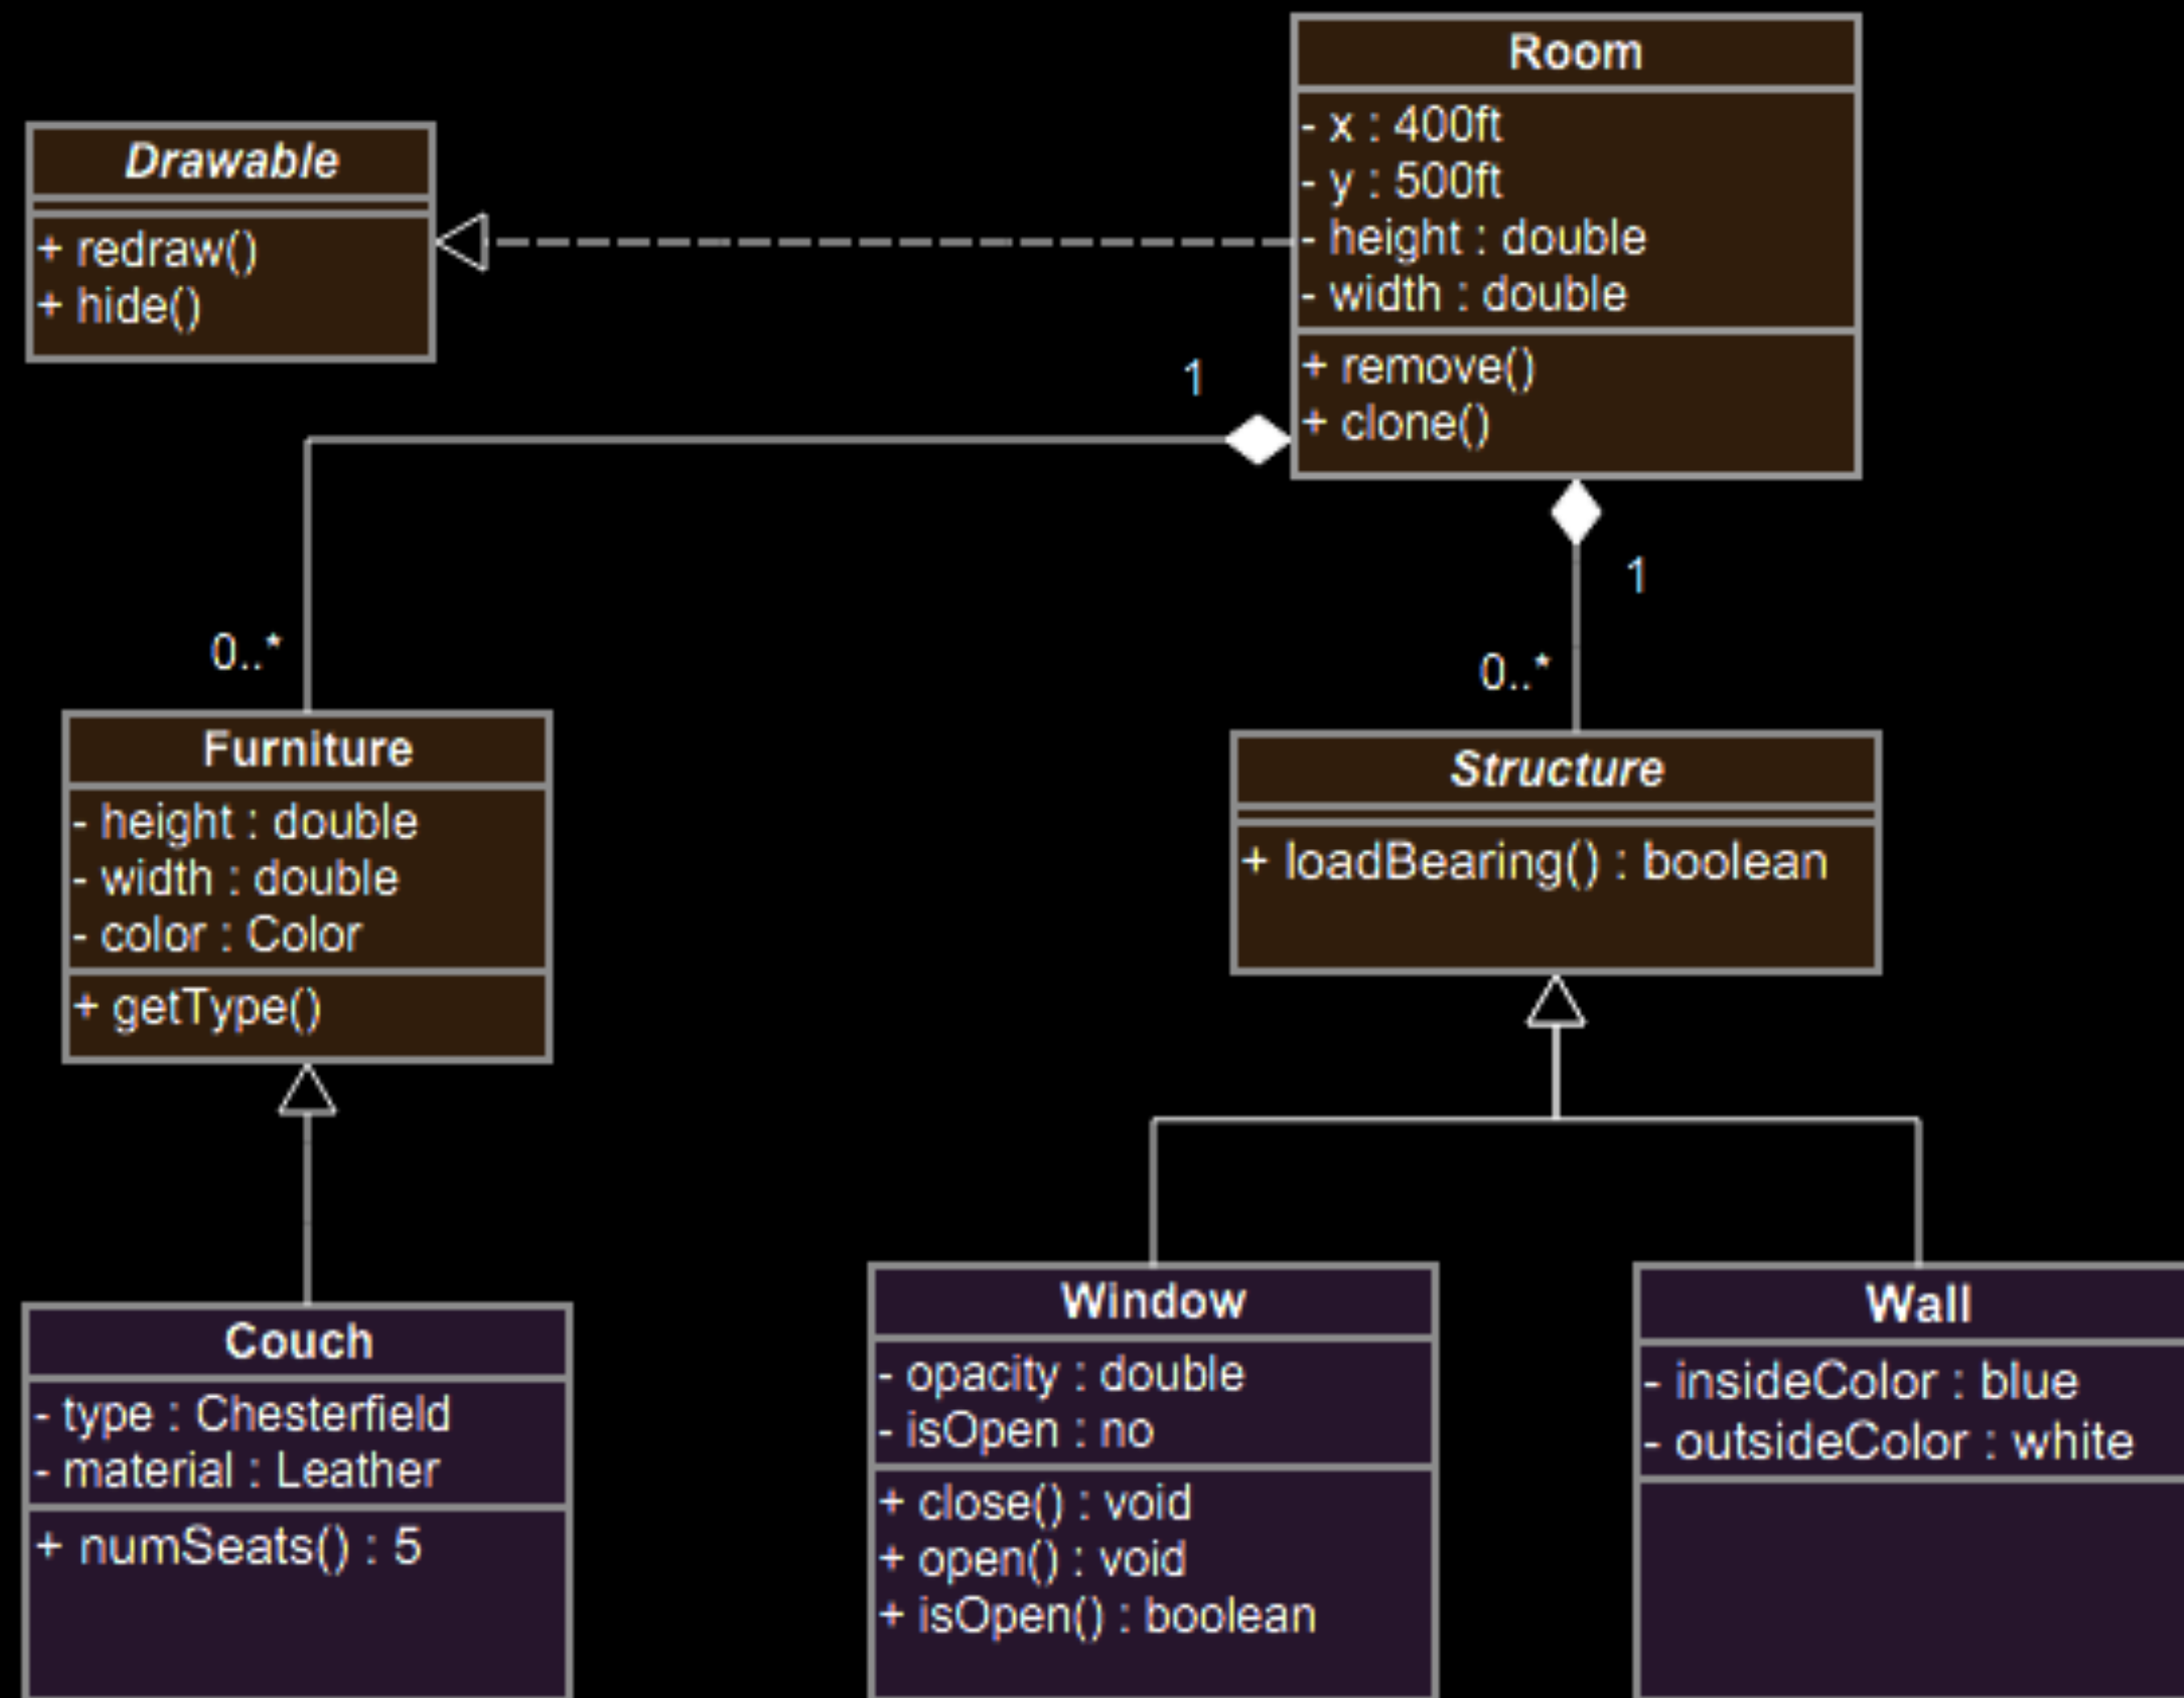 Room
- x : 400ft
- y : 500ft
- height : double
- width : double
+ remove()
+ clone()
Drawable
+ redraw()
+ hide()
1
1
0..*
0..*
Furniture
- height : double
- width : double
- color : Color
+ getType()
Structure
+ loadBearing() : boolean
Couch
- type : Chesterfield
- material : Leather
+ numSeats() : 5
Window
- opacity : double
- isOpen : no
+ close() : void
+ open() : void
+ isOpen() : boolean
Wall
- insideColor : blue
- outsideColor : white